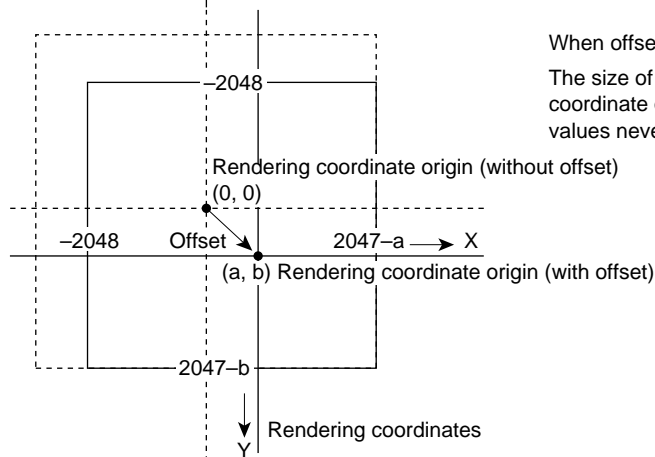 When offse
The size of
coordinate
values neve
–2048
Rendering coordinate origin (without offset)
(0, 0)
–2048 Offset 2047–a X
(a, b) Rendering coordinate origin (with offset)
2047–b
Rendering coordinates
Y